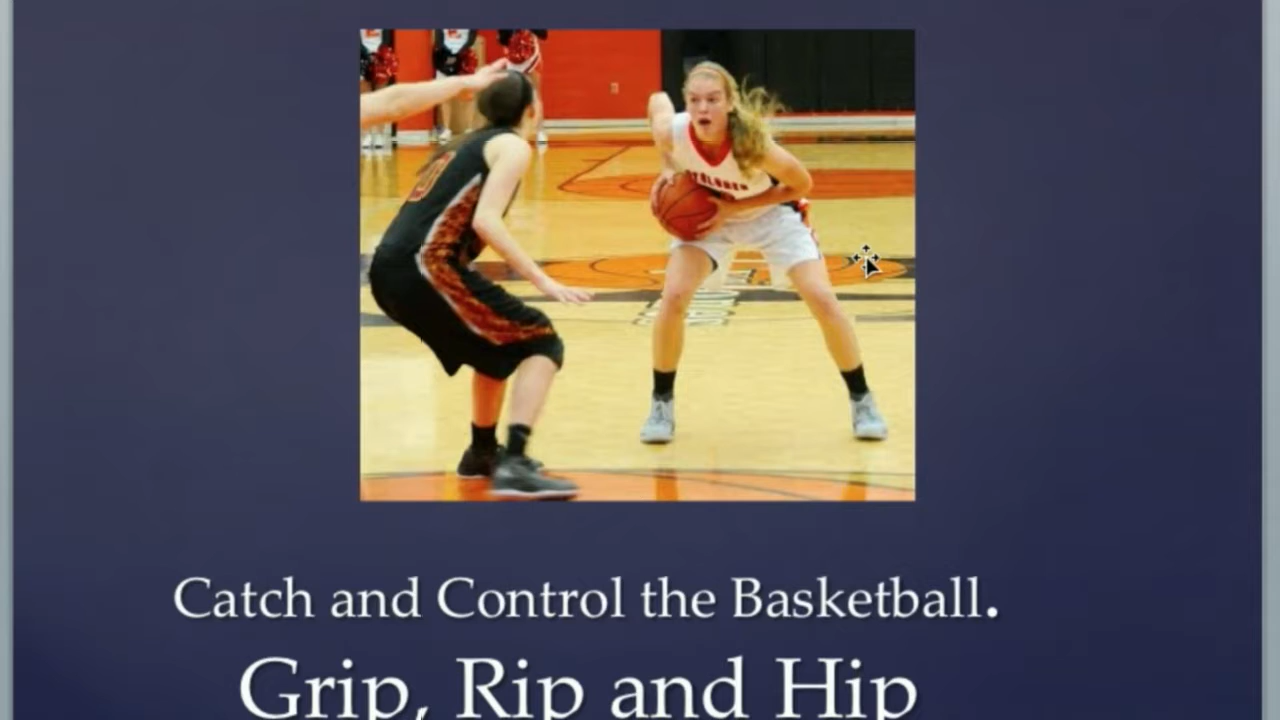 Catch and Control the Basketball.
Grip, Rip and Hip